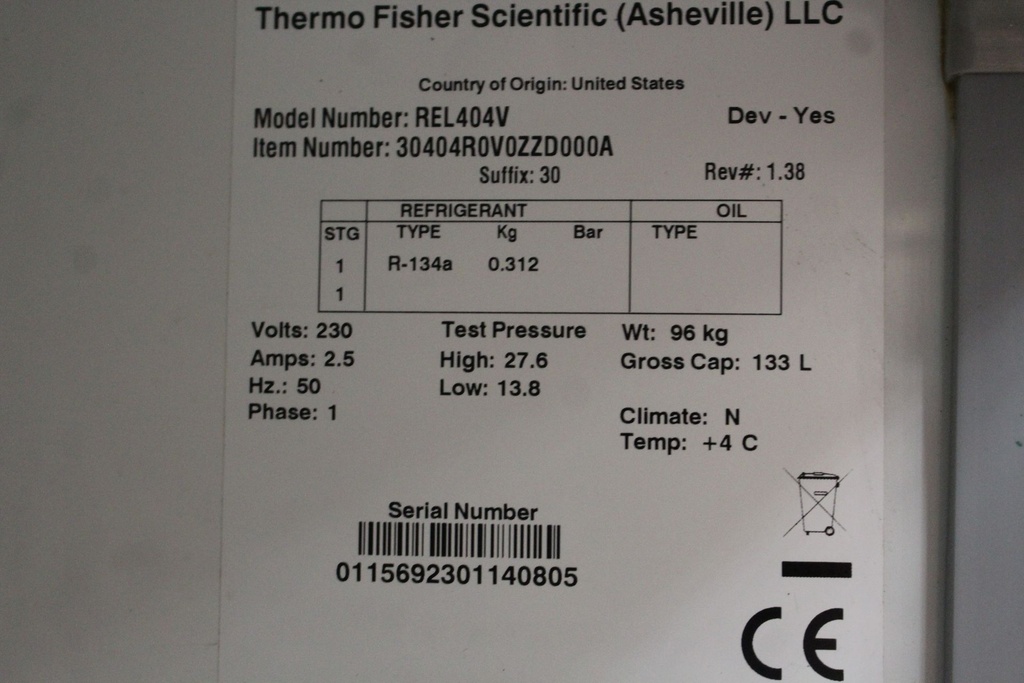 Thermo Fisher Scientific (Asheville) LLC
Country of Origin: United States
Model Number: REL404V Dev - Yes
Item Number: 30404R0V0ZZD000A
Suffix: 30 Rev#: 1.38
REFRIGERANT OIL
STG TYPE Kg Bar TYPE
1 R-134a 0.312
1
Volts: 230 Test Pressure Wt: 96 kg
Amps: 2.5 High: 27.6 Gross Cap: 133 L
Hz.: 50 Low: 13.8
Phase: 1 Climate: N
Temp: +4 C
Serial Number
0115692301140805
CE